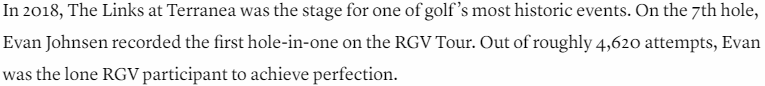 In 2018, The Links at Terranea was the stage for one of golf's most historic events. On the 7th hole,
Evan Johnsen recorded the first hole-in-one on the RGV Tour. Out of roughly 4,620 attempts, Evan
was the lone RGV participant to achieve perfection.